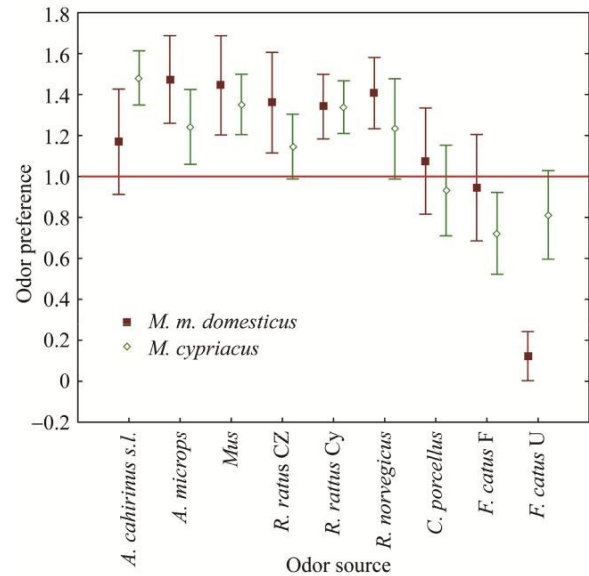 Odor preference
1.8
1.6
1.4
1.2
1.0
0.8
0.6
0.4
0.2
0
−0.2
M. m. domesticus
M. cypriacus
A. cahirimus s.l.
A. microps
Mus
R. ratus CZ
R. rattus Cy
R. norvegicus
C. porcellus
F. catus F
F. catus U
Odor source